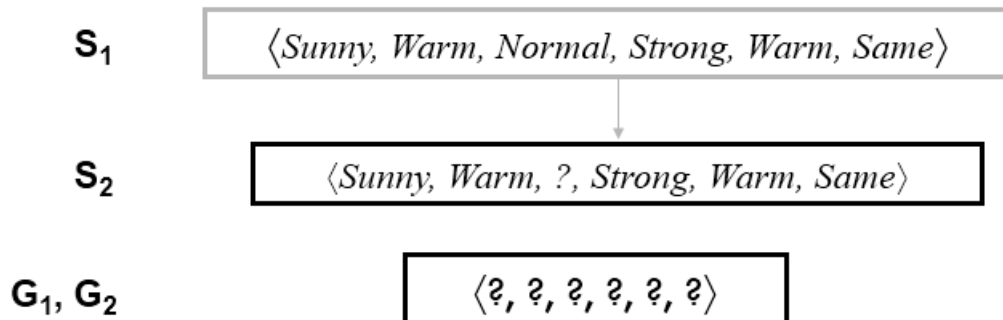 S₁ ⟨Sunny, Warm, Normal, Strong, Warm, Same⟩
S₂ ⟨Sunny, Warm, ?, Strong, Warm, Same⟩
G₁, G₂ ⟨?, ?, ?, ?, ?, ?⟩